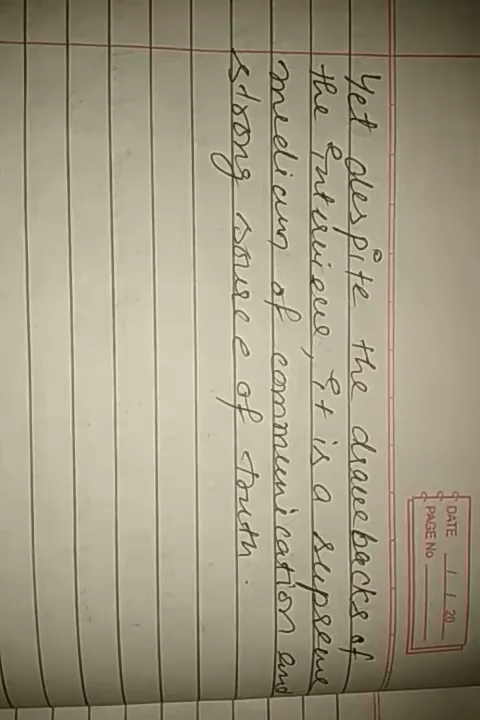 DATE / / 20
PAGE No.
Yet despite the drawbacks of
the Interview, it is a supreme
medium of communication and
strong source of truth.